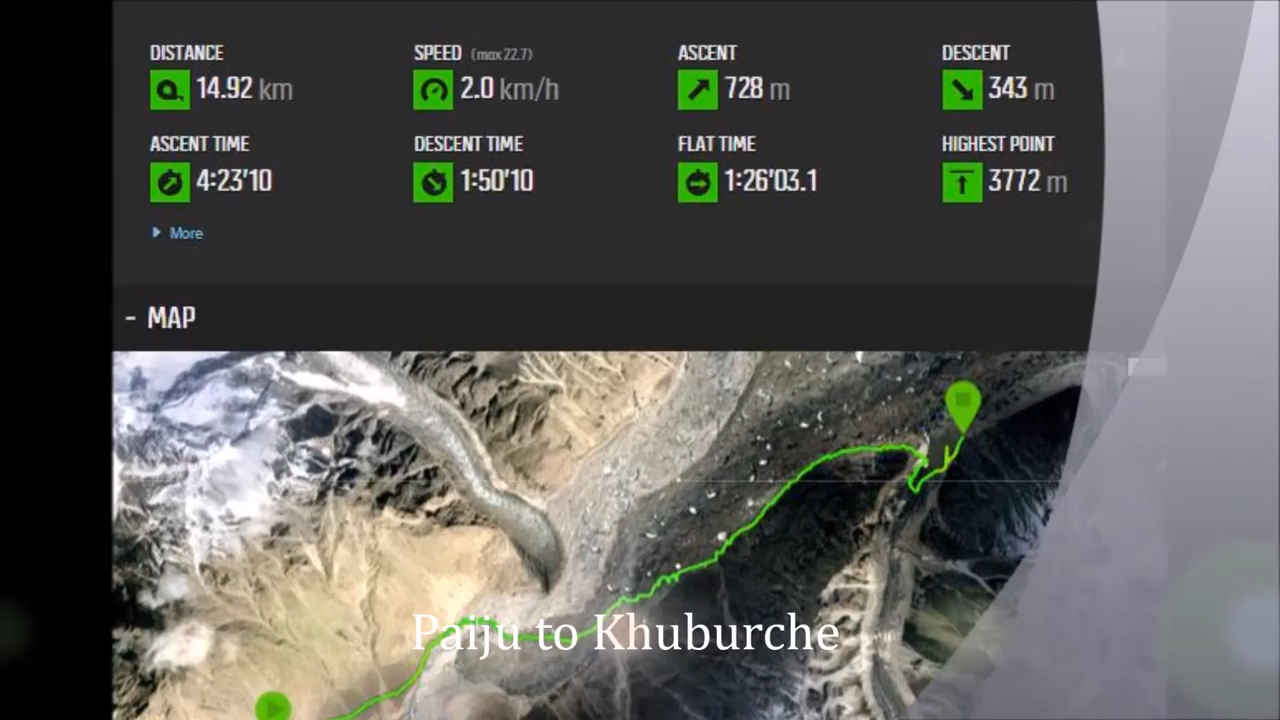 DISTANCE SPEED (max 22.7) ASCENT DESCENT
14.92 km 2.0 km/h 728 m 343 m
ASCENT TIME DESCENT TIME FLAT TIME HIGHEST POINT
4:23'10 1:50'10 1:26'03.1 3772 m
More
- MAP
Paiju to Khuburche